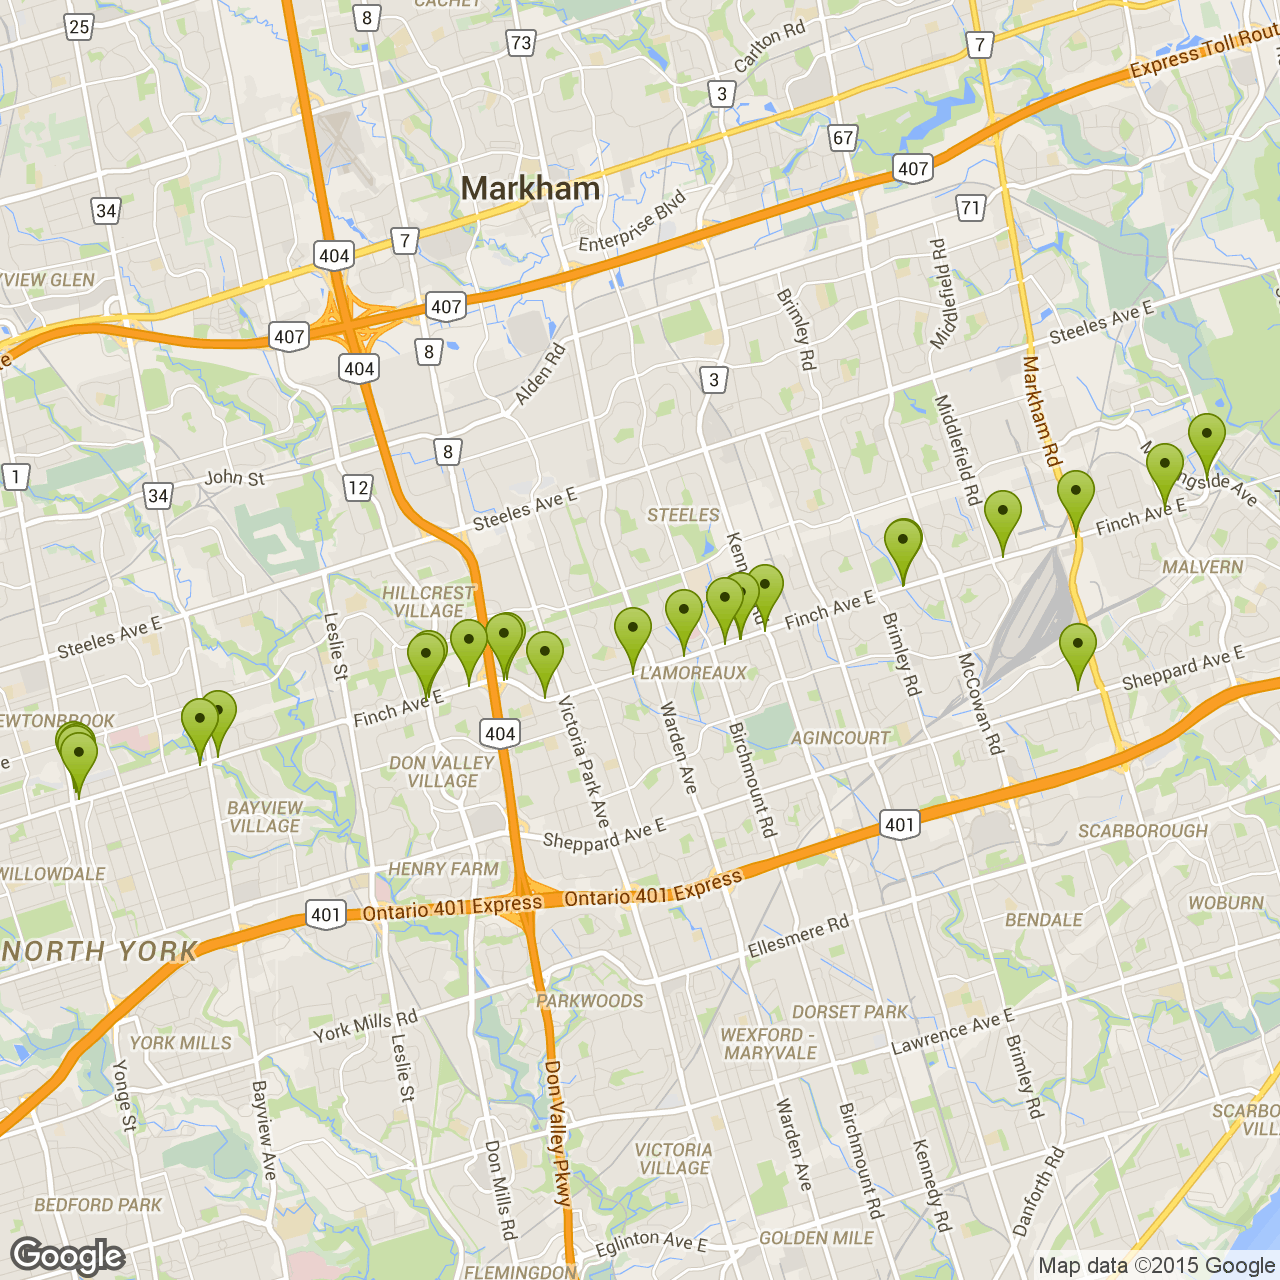 CACHET
25
8
73
Carlton Rd
7
Express Toll Rout
3
67
407
34
Markham
71
7
Enterprise Blvd
404
Middlefield Rd
YVIEW GLEN
407
407
Brimley Rd
Steeles Ave E
8
404
Alden Rd
3
Markham Rd
Middlefield Rd
8
John St
1
34
12
Steeles Ave E
STEELES
Finch Ave E
MALVERN
HILLCREST
VILLAGE
Steeles Ave E
Leslie St
Finch Ave E
Brimley Rd
L'AMOREAUX
McCowan Rd
Sheppard Ave E
Finch Ave E
EWTONBROOK
404
Victoria Park Ave
Warden Ave
Birchmount Rd
AGINCOURT
DON VALLEY
VILLAGE
BAYVIEW
VILLAGE
Sheppard Ave E
401
SCARBOROUGH
WILLOWDALE
HENRY FARM
401
Ontario 401 Express
Ontario 401 Express
WOBURN
BENDALE
NORTH YORK
Ellesmere Rd
PARKWOODS
DORSET PARK
York Mills Rd
YORK MILLS
WEXFORD -
MARYVALE
Lawrence Ave E
Leslie St
Brimley Rd
Yonge St
Bayview Ave
Don Valley Pkwy
Warden Ave
Birchmount Rd
Kennedy Rd
SCARBO
VILL
VICTORIA
VILLAGE
Don Mills Rd
Danforth Rd
BEDFORD PARK
GOLDEN MILE
Eglinton Ave E
FLEMINGDON
Google
Map data ©2015 Google